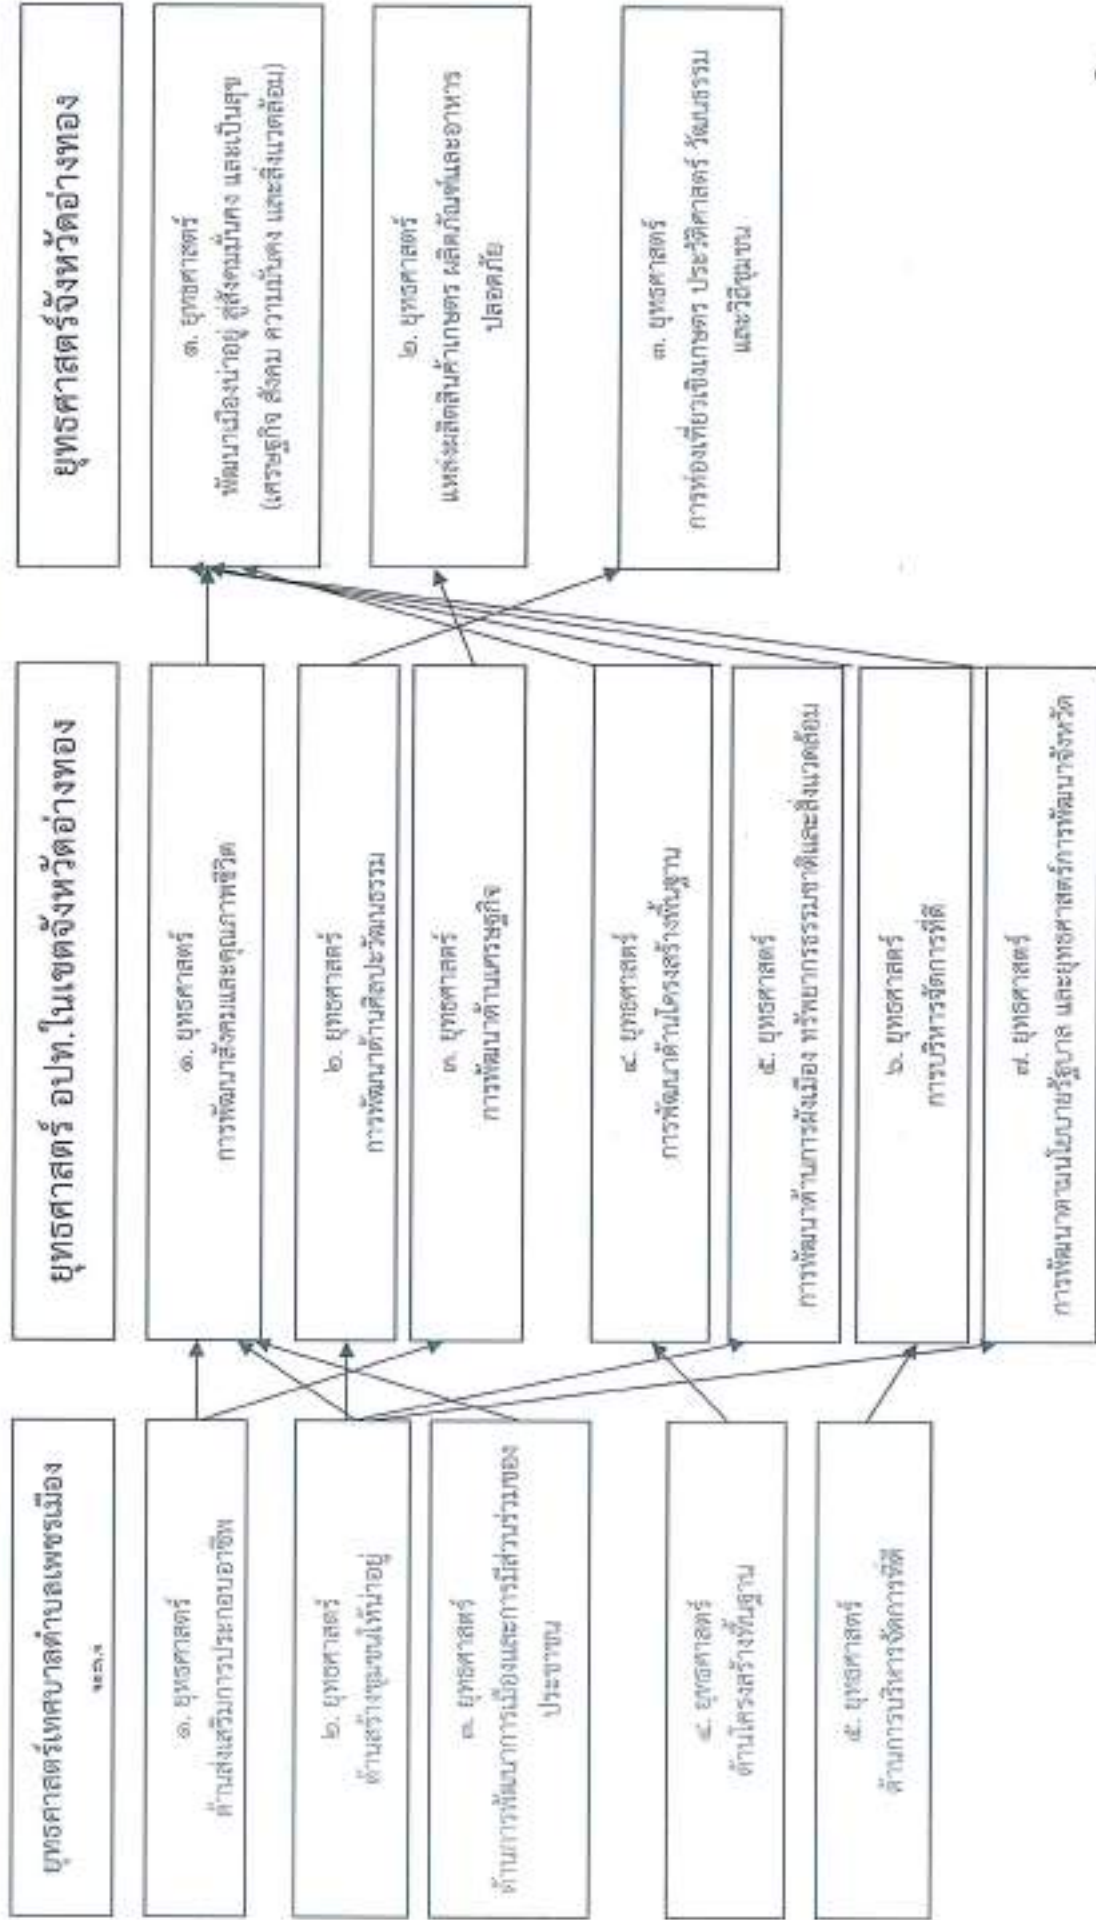 ยุทธศาสตร์เทศบาลตำบลเพชรเมืองทอง
๑. ยุทธศาสตร์
ด้านส่งเสริมการประกอบอาชีพ
๒. ยุทธศาสตร์
ด้านสร้างชุมชนให้น่าอยู่
๓. ยุทธศาสตร์
ด้านการพัฒนาการเมืองและการมีส่วนร่วมของ
ประชาชน
๔. ยุทธศาสตร์
ด้านโครงสร้างพื้นฐาน
๕. ยุทธศาสตร์
ด้านการบริหารจัดการที่ดี
ยุทธศาสตร์ อปท.ในเขตจังหวัดอ่างทอง
๑. ยุทธศาสตร์
การพัฒนาสังคมและคุณภาพชีวิต
๒. ยุทธศาสตร์
การพัฒนาด้านศิลปะวัฒนธรรม
๓. ยุทธศาสตร์
การพัฒนาด้านเศรษฐกิจ
๔. ยุทธศาสตร์
การพัฒนาด้านโครงสร้างพื้นฐาน
๕. ยุทธศาสตร์
การพัฒนาด้านการผังเมือง ทรัพยากรธรรมชาติและสิ่งแวดล้อม
๖. ยุทธศาสตร์
การบริหารจัดการที่ดี
๗. ยุทธศาสตร์
การพัฒนาตามนโยบายรัฐบาล และยุทธศาสตร์การพัฒนาจังหวัด
ยุทธศาสตร์จังหวัดอ่างทอง
๑. ยุทธศาสตร์
พัฒนาเมืองน่าอยู่ สู่สังคมมั่นคง และเป็นสุข
(เศรษฐกิจ สังคม ความมั่นคง และสิ่งแวดล้อม)
๒. ยุทธศาสตร์
แหล่งผลิตสินค้าเกษตร ผลิตภัณฑ์และอาหาร
ปลอดภัย
๓. ยุทธศาสตร์
การท่องเที่ยวเชิงเกษตร ประวัติศาสตร์ วัฒนธรรม
และวิถีชุมชน